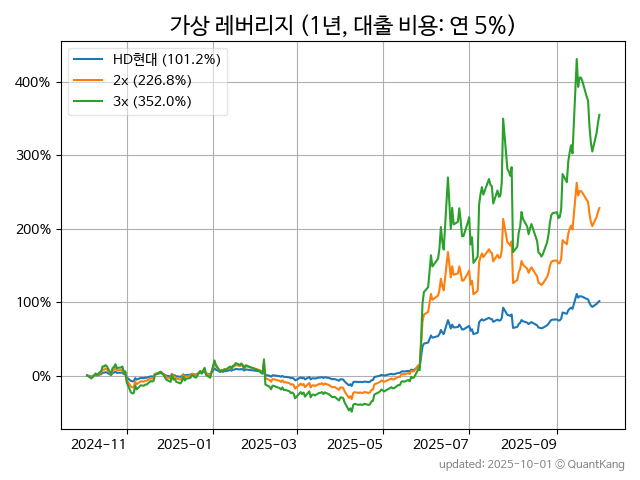 가상 레버리지 (1년, 대출 비용: 연 5%)
HD현대 (101.2%)
2x (226.8%)
3x (352.0%)
400%
300%
200%
100%
0%
2024-11
2025-01
2025-03
2025-05
2025-07
2025-09
updated: 2025-10-01 © QuantKang